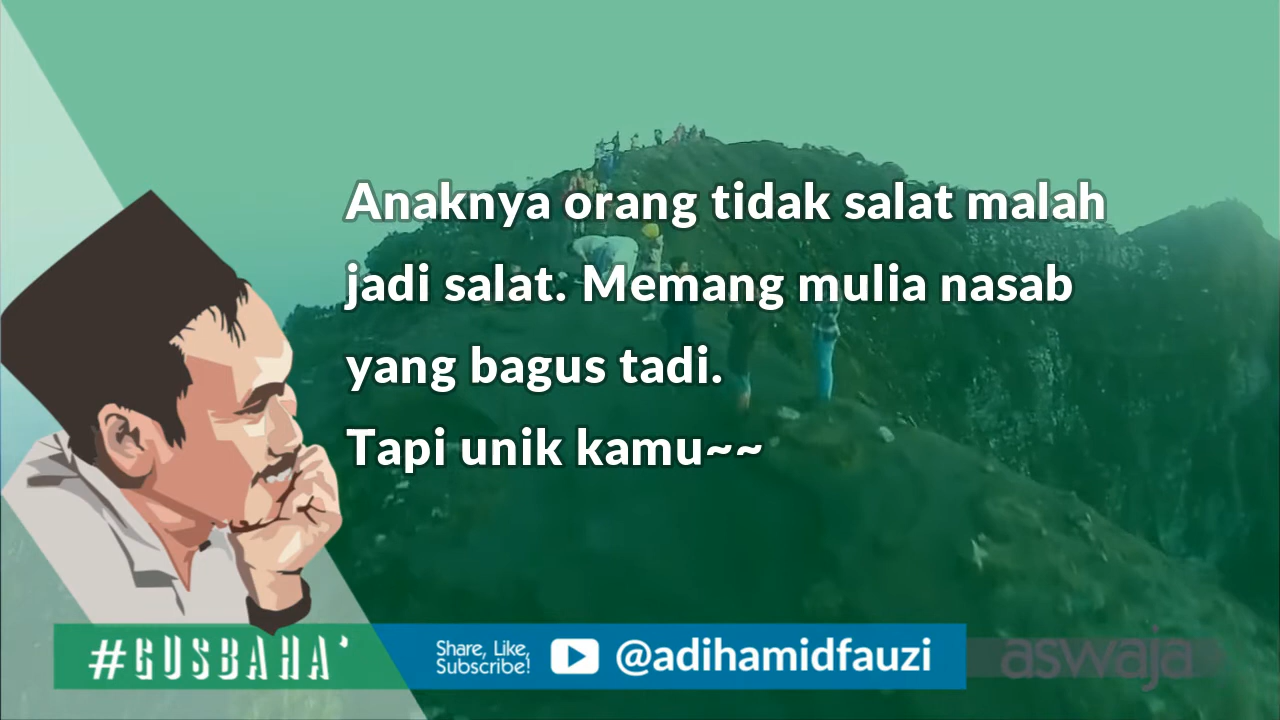 Anaknya orang tidak salat malah
jadi salat. Memang mulia nasab
yang bagus tadi.
Tapi unik kamu~~
#GUSBAHA'
Share, Like,
Subscribe!
@adihamidfauzi
aswaja